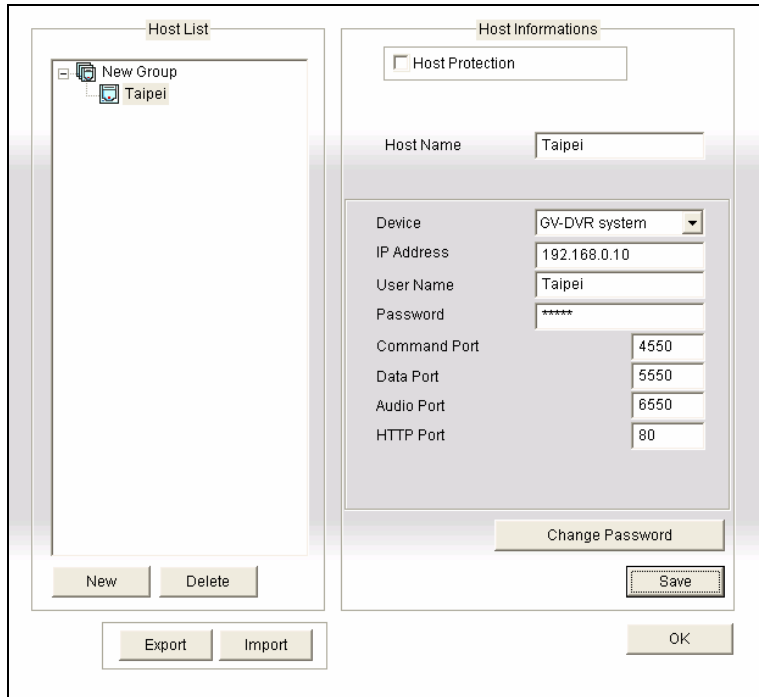 Host List
New Group
Taipei
New
Delete
Export
Import
Host Informations
Host Protection
Host Name
Taipei
Device
GV-DVR system
IP Address
192.168.0.10
User Name
Taipei
Password
*****
Command Port
4550
Data Port
5550
Audio Port
6550
HTTP Port
80
Change Password
Save
OK